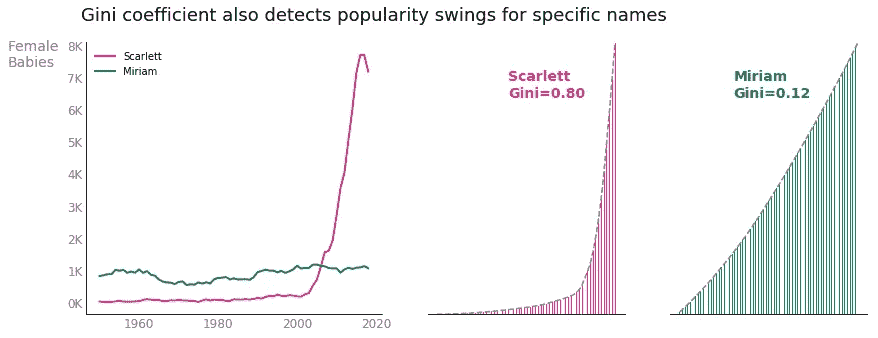 Gini coefficient also detects popularity swings for specific names
Female
Babies
8K
7K
6K
5K
4K
3K
2K
1K
0K
Scarlett
Miriam
1960
1980
2000
2020
Scarlett
Gini=0.80
Miriam
Gini=0.12